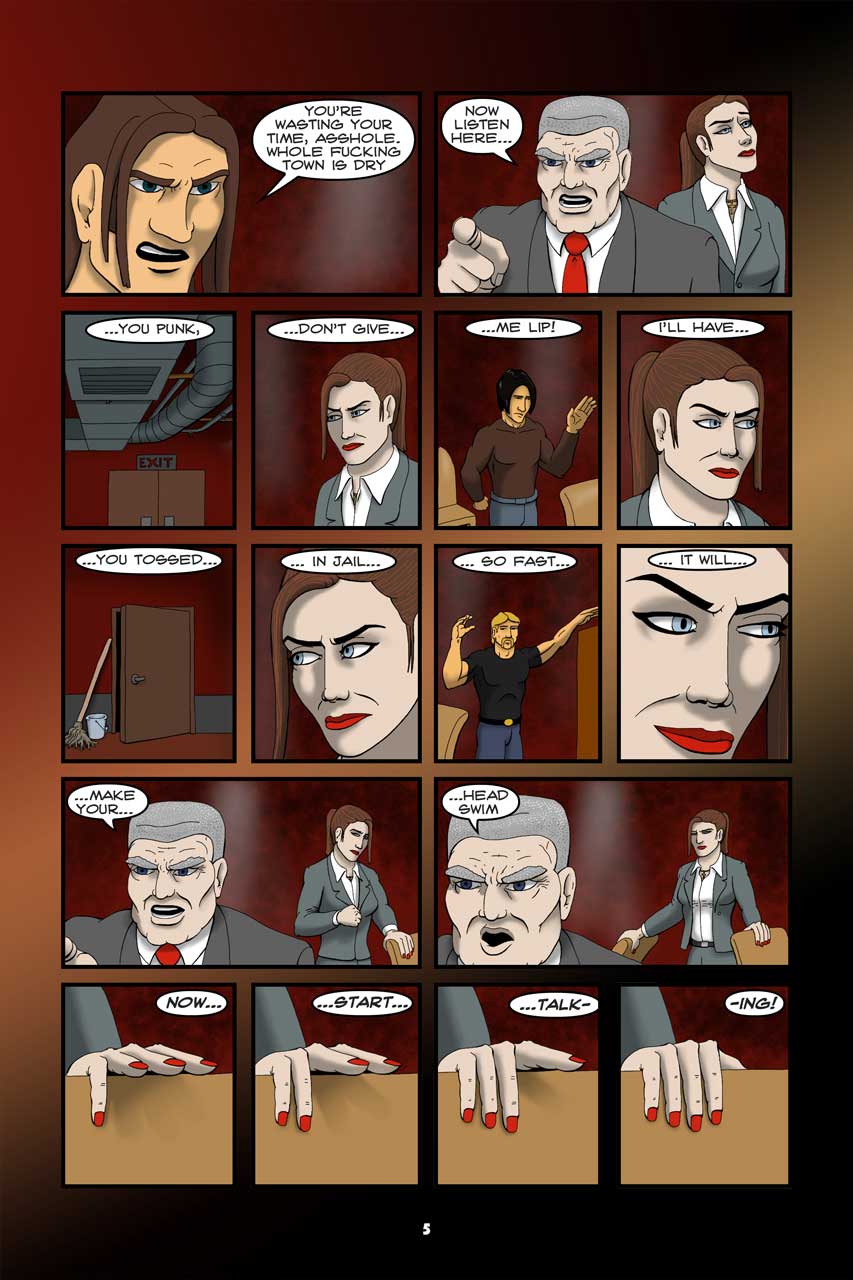 YOU'RE
WASTING YOUR
TIME, ASSHOLE.
WHOLE FUCKING
TOWN IS DRY
NOW
LISTEN
HERE...
...YOU PUNK,
EXIT
...DON'T GIVE...
...ME LIP!
I'LL HAVE...
...YOU TOSSED...
... IN JAIL...
... SO FAST...
... IT WILL...
...MAKE
YOUR...
...HEAD
SWIM
NOW...
...START...
...TALK-
-ING!
5